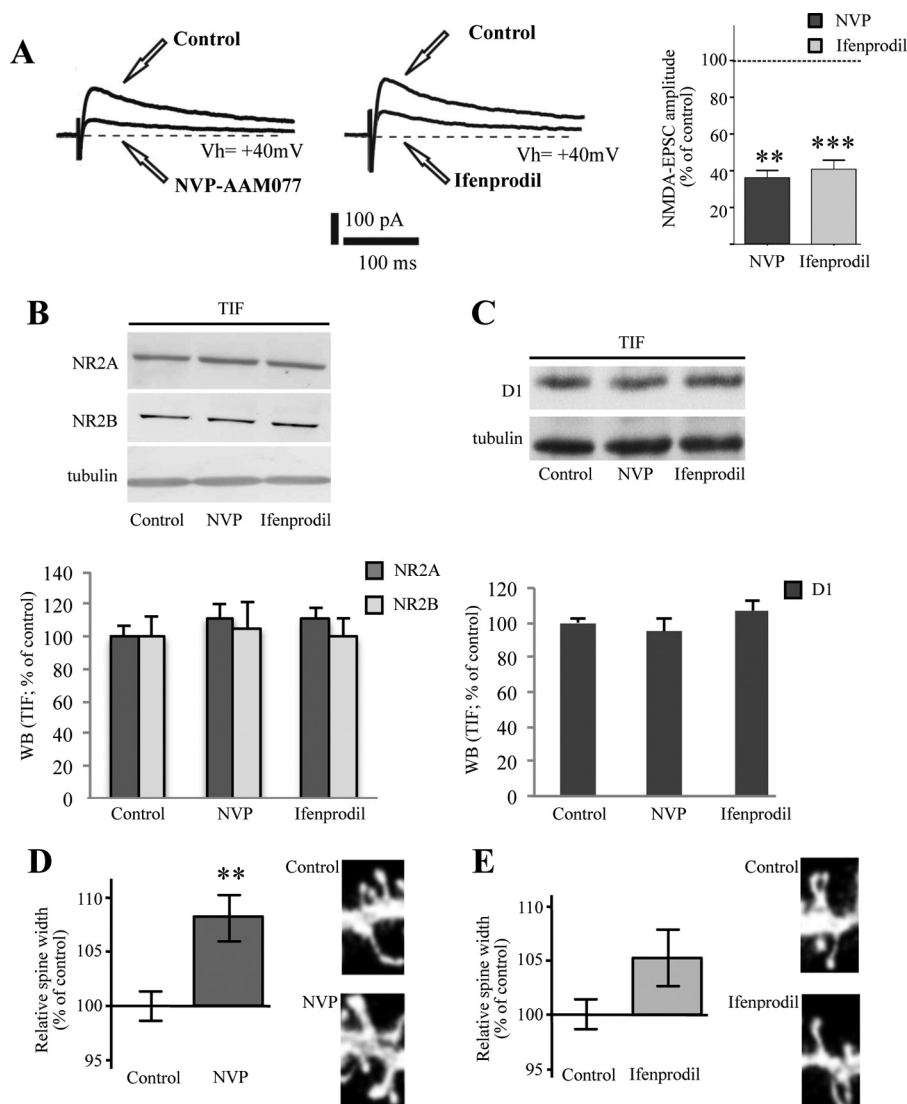 A
Control
Vh= +40mV
NVP-AAM077
Control
Vh= +40mV
Ifenprodil
100 pA
100 ms
NVP
Ifenprodil
NMDA-EPSC amplitude
(% of control)
100
80
60
40
20
**
***
NVP
Ifenprodil
B
TIF
NR2A
NR2B
tubulin
Control
NVP
Ifenprodil
WB (TIF; % of control)
140
120
100
80
60
40
20
0
NR2A
NR2B
Control
NVP
Ifenprodil
C
TIF
D1
tubulin
Control
NVP
Ifenprodil
WB (TIF; % of control)
120
100
80
60
40
20
0
D1
Control
NVP
Ifenprodil
D
Relative spine width
(% of control)
110
105
100
95
**
Control
NVP
Control
NVP
E
Relative spine width
(% of control)
110
105
100
95
Control
Ifenprodil
Control
Ifenprodil